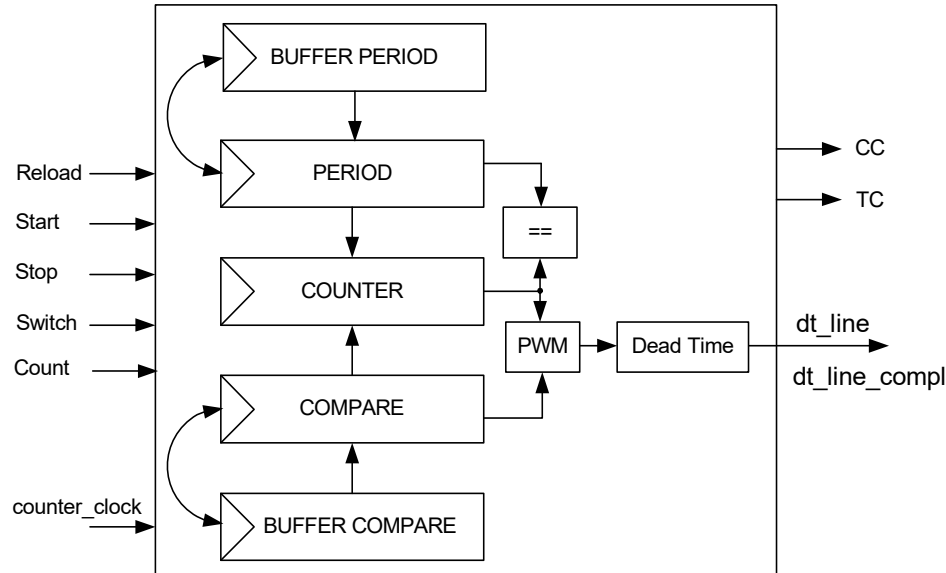 BUFFER PERIOD
PERIOD
CC
Reload
TC
Start
==
Stop
COUNTER
Switch
dt_line
PWM
Dead Time
Count
dt_line_compl
COMPARE
counter_clock
BUFFER COMPARE